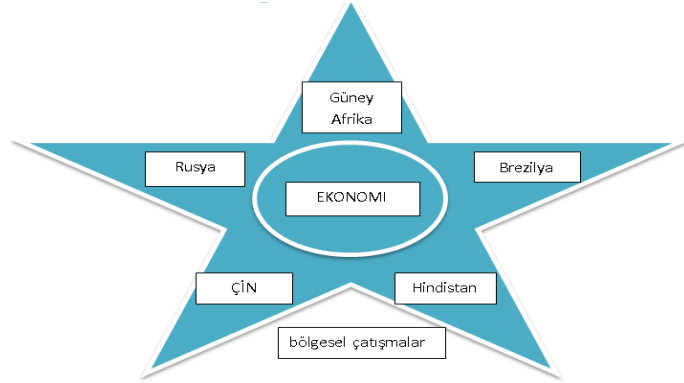 Güney
Afrika
Rusya
Brezilya
EKONOMI
ÇİN
Hindistan
bölgesel çatışmalar